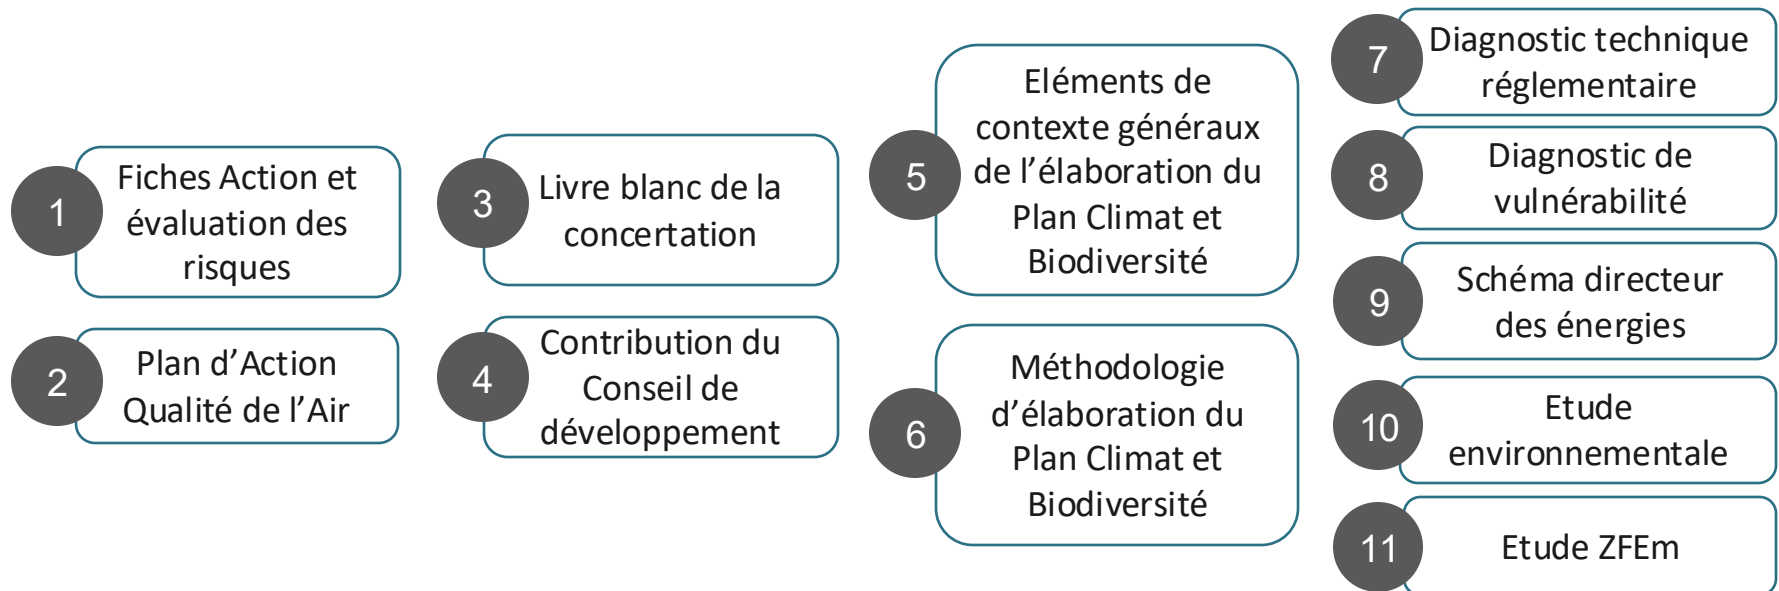 1
Fiches Action et
évaluation des
risques
2
Plan d’Action
Qualité de l’Air
3
Livre blanc de la
concertation
4
Contribution du
Conseil de
développement
5
Eléments de
contexte généraux
de l’élaboration du
Plan Climat et
Biodiversité
6
Méthodologie
d’élaboration du
Plan Climat et
Biodiversité
7
Diagnostic technique
réglementaire
8
Diagnostic de
vulnérabilité
9
Schéma directeur
des énergies
10
Etude
environnementale
11
Etude ZFEm